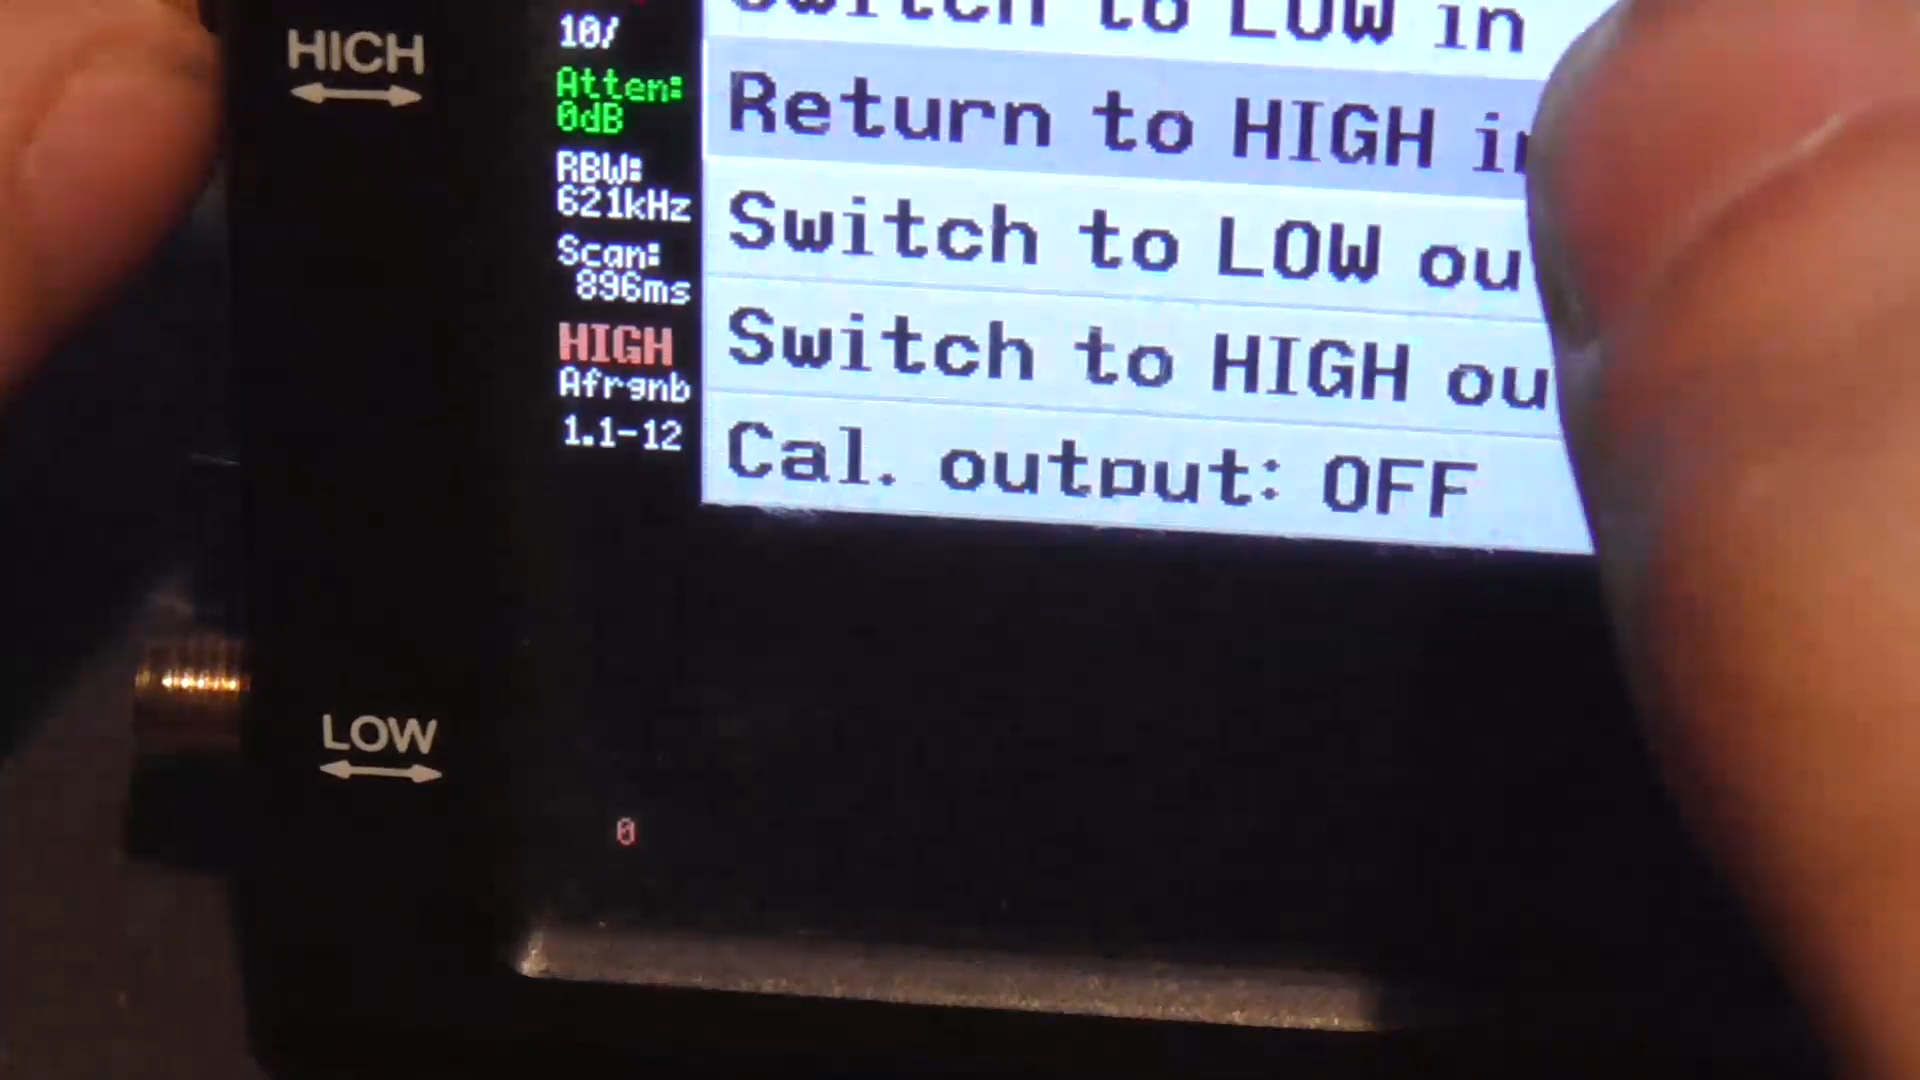 HICH
10/
Atten:
0dB
RBW:
621kHz
Scan:
896ms
HIGH
Afrgnb
1.1-12
Switch to LOW in
Return to HIGH in
Switch to LOW ou
Switch to HIGH ou
Cal. output: OFF
LOW
0